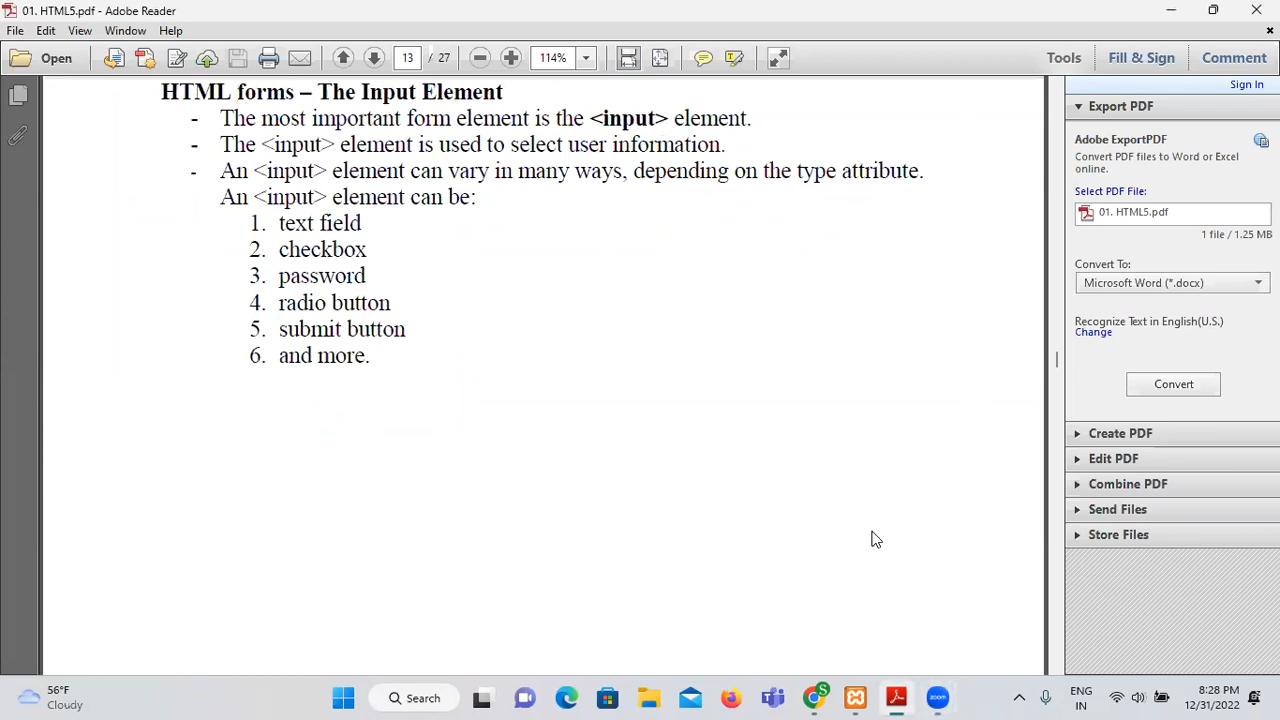 01. HTML5.pdf - Adobe Reader
File Edit View Window Help
Open 13 / 27 114% Tools Fill & Sign Comment
Sign In
HTML forms – The Input Element
- The most important form element is the <input> element.
- The <input> element is used to select user information.
- An <input> element can vary in many ways, depending on the type attribute.
An <input> element can be:
1. text field
2. checkbox
3. password
4. radio button
5. submit button
6. and more.
Export PDF
Adobe ExportPDF
Convert PDF files to Word or Excel
online.
Select PDF File:
01. HTML5.pdf
1 file / 1.25 MB
Convert To:
Microsoft Word (*.docx)
Recognize Text in English(U.S.)
Change
Convert
Create PDF
Edit PDF
Combine PDF
Send Files
Store Files
56°F
Cloudy
Search
zoom
ENG
IN
8:28 PM
12/31/2022